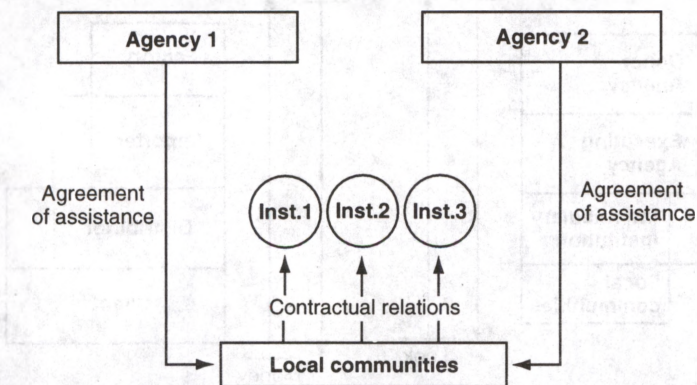 Agency 1
Agency 2
Agreement
of assistance
Inst.1
Inst.2
Inst.3
Agreement
of assistance
Contractual relations
Local communities